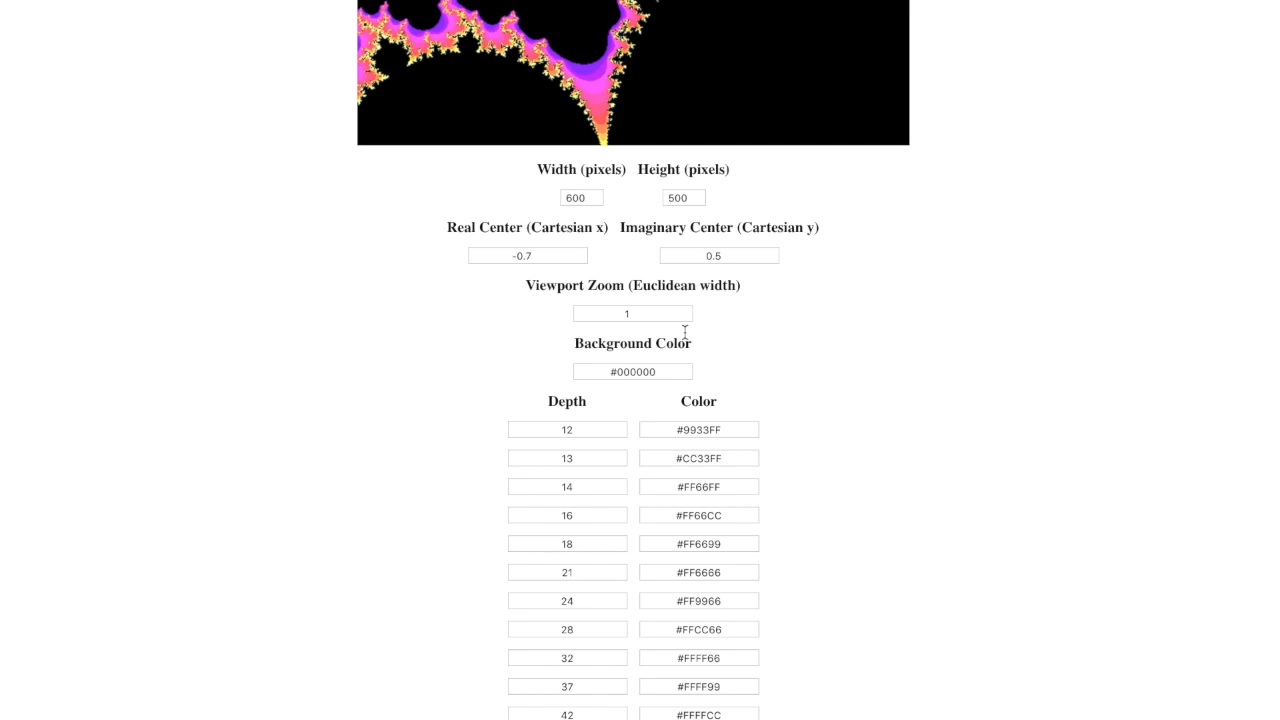 Width (pixels) Height (pixels)
600 500
Real Center (Cartesian x) Imaginary Center (Cartesian y)
-0.7 0.5
Viewport Zoom (Euclidean width)
1
Background Color
#000000
Depth Color
12 #9933FF
13 #CC33FF
14 #FF66FF
16 #FF66CC
18 #FF6699
21 #FF6666
24 #FF9966
28 #FFCC66
32 #FFFF66
37 #FFFF99
42 #FFFFCC